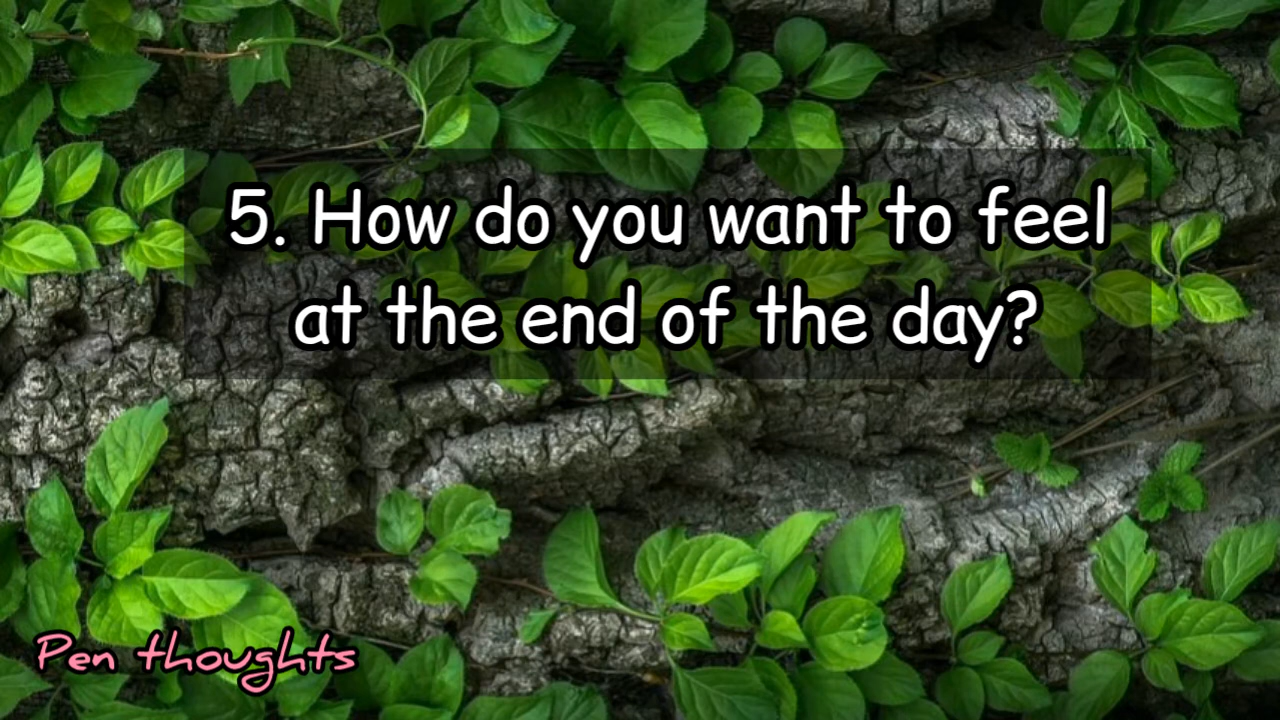 5. How do you want to feel
at the end of the day?
Pen thoughts